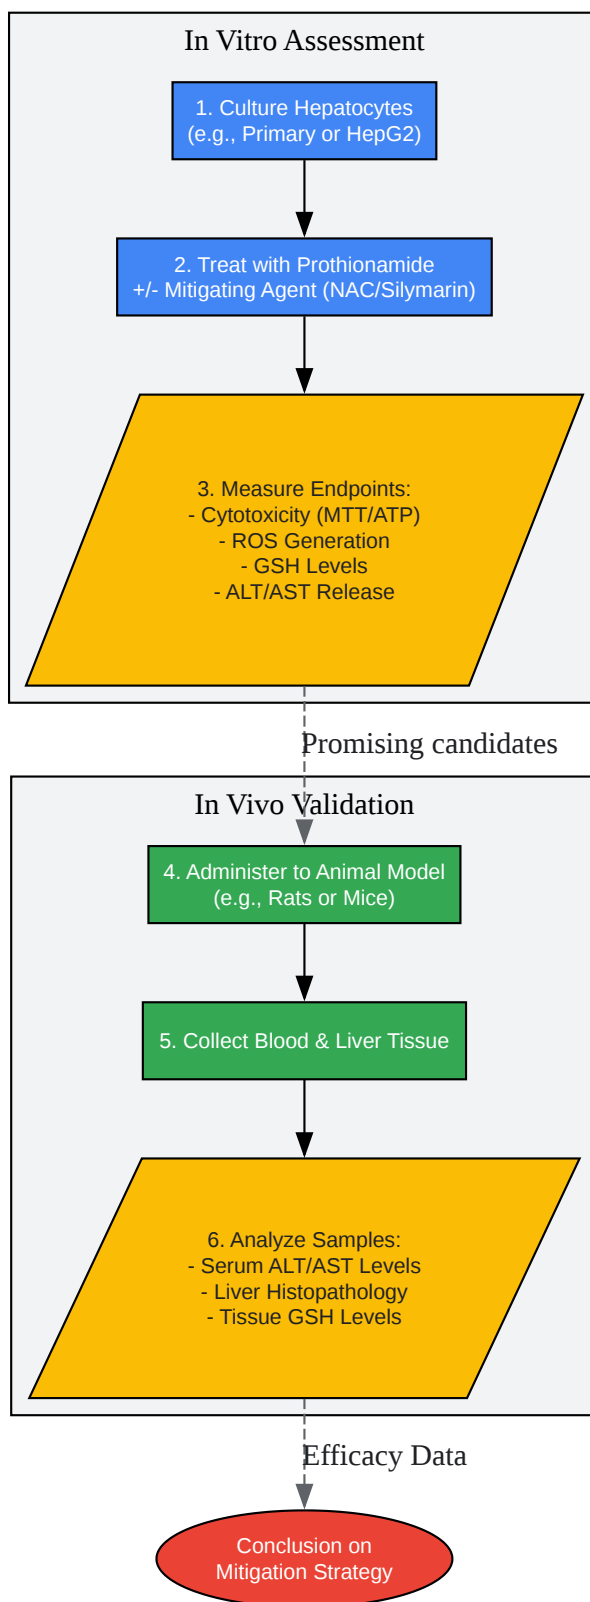 In Vitro Assessment
1. Culture Hepatocytes
(e.g., Primary or HepG2)
2. Treat with Prothionamide
+/- Mitigating Agent (NAC/Silymarin)
3. Measure Endpoints:
- Cytotoxicity (MTT/ATP)
- ROS Generation
- GSH Levels
- ALT/AST Release
Promising candidates
In Vivo Validation
4. Administer to Animal Model
(e.g., Rats or Mice)
5. Collect Blood & Liver Tissue
6. Analyze Samples:
- Serum ALT/AST Levels
- Liver Histopathology
- Tissue GSH Levels
Efficacy Data
Conclusion on
Mitigation Strategy